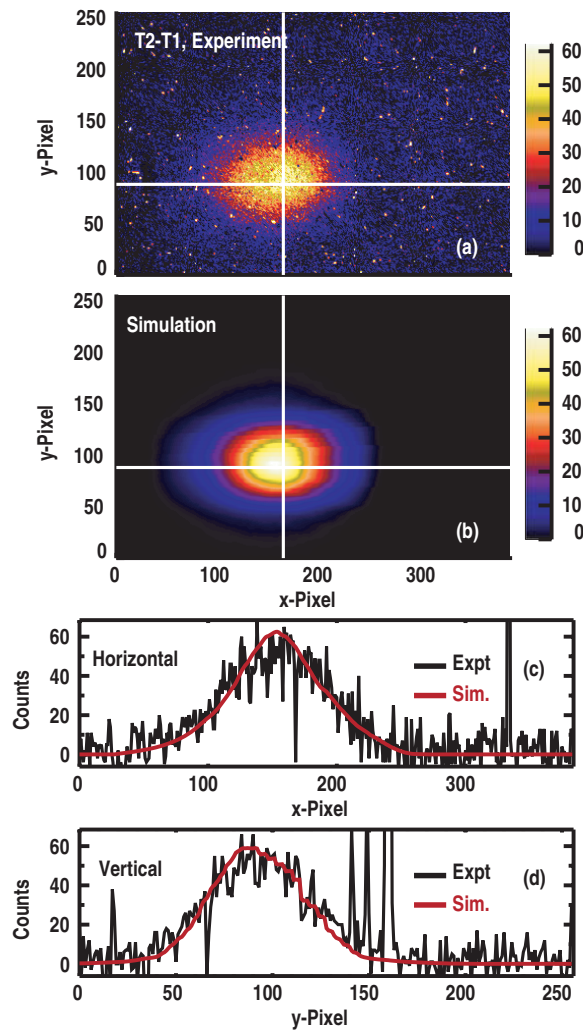 250
200
150
100
50
0
y-Pixel
T2-T1, Experiment
(a)
60
50
40
30
20
10
0
250
200
150
100
50
0
y-Pixel
Simulation
(b)
60
50
40
30
20
10
0
0 100 200 300
x-Pixel
60
40
20
0
Counts
Horizontal
Expt
Sim.
(c)
0 100 200 300
x-Pixel
60
40
20
0
Counts
Vertical
Expt
Sim.
(d)
0 50 100 150 200 250
y-Pixel